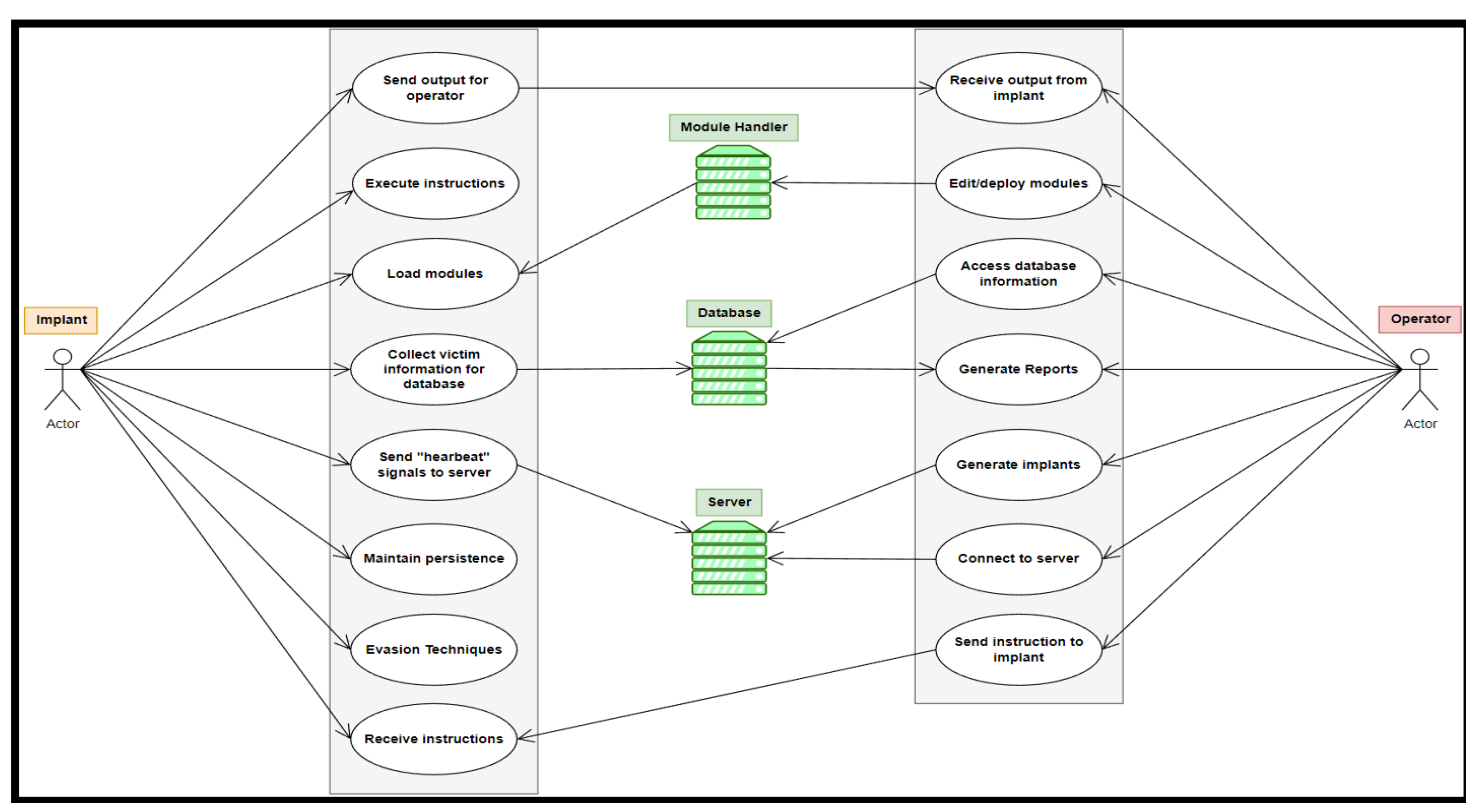 Implant
Actor
Send output for
operator
Execute instructions
Load modules
Collect victim
information for
database
Send "hearbeat"
signals to server
Maintain persistence
Evasion Techniques
Receive instructions
Module Handler
Database
Server
Receive output from
implant
Edit/deploy modules
Access database
information
Generate Reports
Generate implants
Connect to server
Send instruction to
implant
Operator
Actor